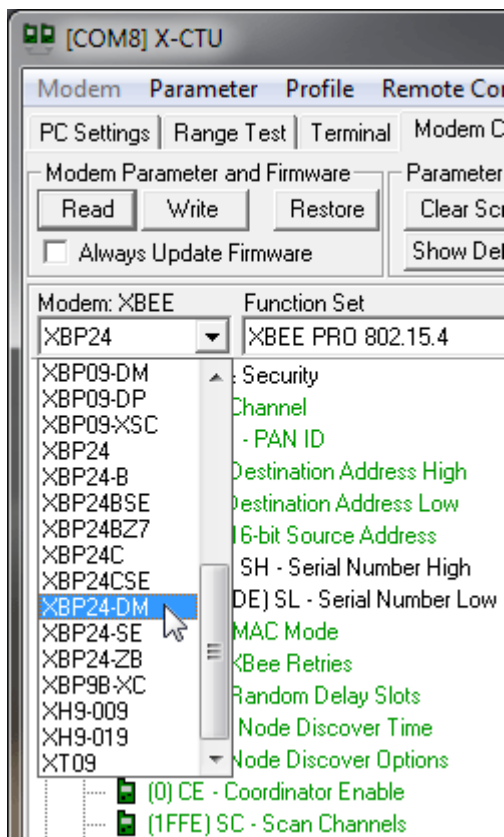 [COM8] X-CTU
Modem Parameter Profile Remote Co
PC Settings Range Test Terminal Modem C
Modem Parameter and Firmware Parameter
Read Write Restore Clear Scr
Always Update Firmware Show Def
Modem: XBEE Function Set
XBP24 XBEE PRO 802.15.4
XBP09-DM
XBP09-DP
XBP09-XSC
XBP24
XBP24-B
XBP24BSE
XBP24BZ7
XBP24C
XBP24CSE
XBP24-DM
XBP24-SE
XBP24-ZB
XBP9B-XC
XH9-009
XH9-019
XT09
Security
Channel
- PAN ID
Destination Address High
Destination Address Low
16-bit Source Address
SH - Serial Number High
DE) SL - Serial Number Low
MAC Mode
XBee Retries
Random Delay Slots
Node Discover Time
Node Discover Options
(0) CE - Coordinator Enable
(1FFE) SC - Scan Channels